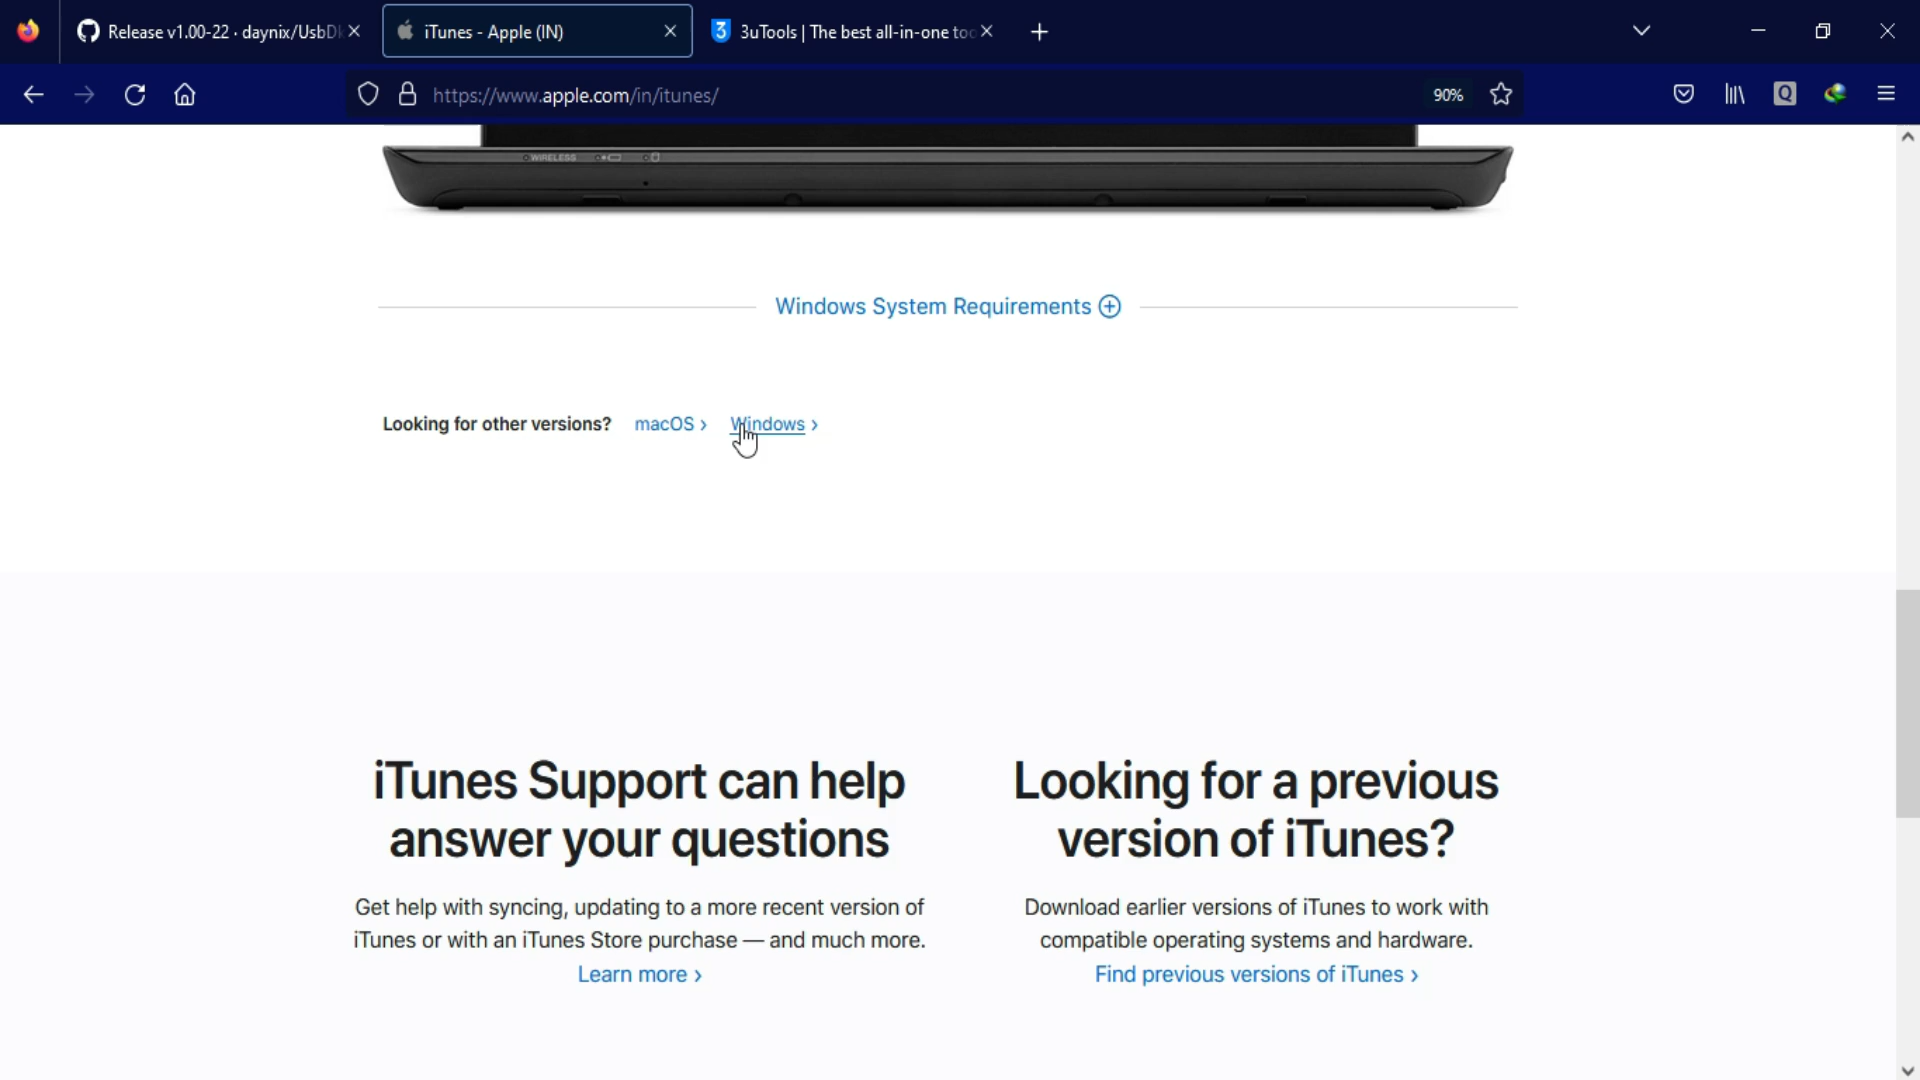 Release v1.00-22 · daynix/UsbDk
iTunes - Apple (IN)
3uTools | The best all-in-one too
https://www.apple.com/in/itunes/
90%
WIRELESS
Windows System Requirements
Looking for other versions? macOS > Windows >
iTunes Support can help
answer your questions
Get help with syncing, updating to a more recent version of
iTunes or with an iTunes Store purchase — and much more.
Learn more >
Looking for a previous
version of iTunes?
Download earlier versions of iTunes to work with
compatible operating systems and hardware.
Find previous versions of iTunes >